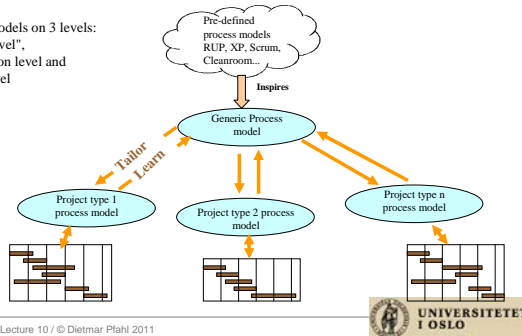 odels on 3 levels:
vel",
on level and
el
Pre-defined
process models
RUP, XP, Scrum,
Cleanroom...
Inspires
Generic Process
model
Tailor
Learn
Project type 1
process model
Project type 2 process
model
Project type n
process model
Lecture 10 / © Dietmar Pfahl 2011
UNIVERSITETET
I OSLO